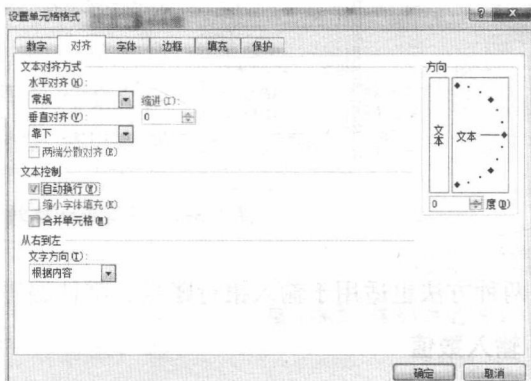 设置单元格格式
数字 对齐 字体 边框 填充 保护
文本对齐方式
水平对齐(H):
常规
缩进(I):
垂直对齐(V):
0
靠下
两端分散对齐(E)
文本控制
自动换行(W)
缩小字体填充(K)
合并单元格(M)
从右到左
文字方向(T):
根据内容
方向
文本
文本
0 度(D)
确定 取消
输入数值